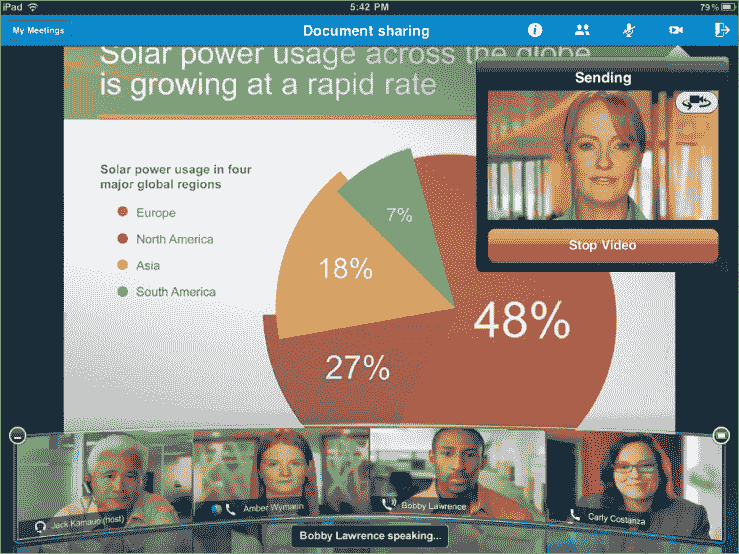 iPad
5:42 PM
79%
My Meetings
Document sharing
Solar power usage across the globe
is growing at a rapid rate
Sending
Stop Video
Solar power usage in four
major global regions
Europe
North America
Asia
South America
7%
18%
48%
27%
Jack Kamauo (host)
Amber Wymann
Bobby Lawrence
Carly Costanza
Bobby Lawrence speaking...